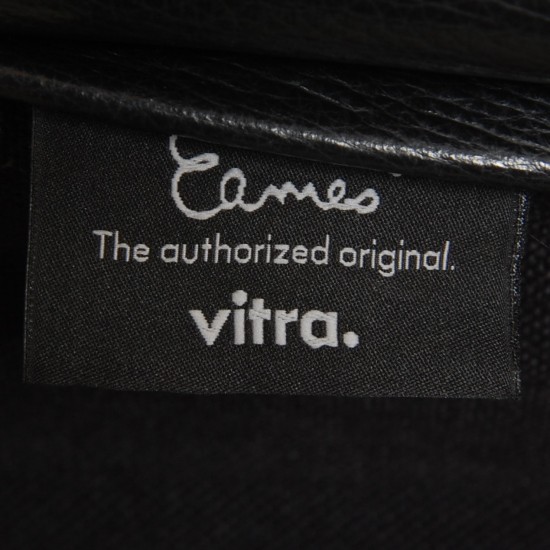 Eames
The authorized original.
vitra.